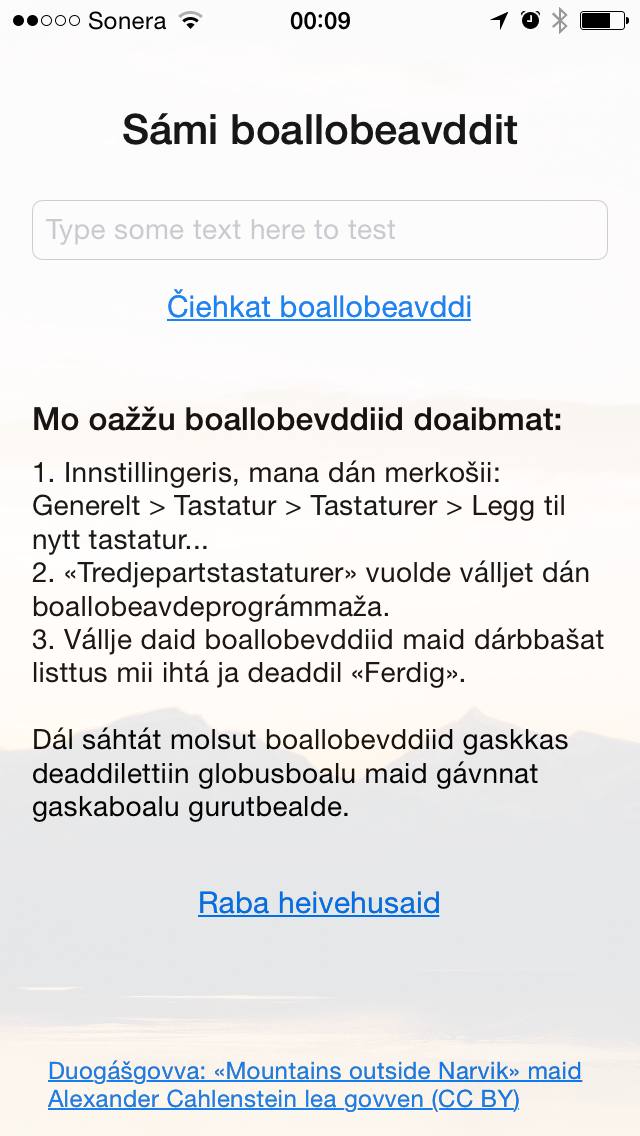 Sonera 00:09
Sámi boallobeavddit
Type some text here to test
Čiehkat boallobeavddi
Mo oažžu boallobevddiid doaibmat:
1. Innstillingeris, mana dán merkošii:
Generelt > Tastatur > Tastaturer > Legg til
nytt tastatur...
2. «Tredjepartstastaturer» vuolde válljet dán
boallobeavdeprográmmaža.
3. Vállje daid boallobevddiid maid dárbbašat
listtus mii ihtá ja deaddil «Ferdig».
Dál sáhtát molsut boallobevddiid gaskkas
deaddilettiin globusboalu maid gávnnat
gaskaboalu gurutbealde.
Raba heivehusaid
Duogášgovva: «Mountains outside Narvik» maid
Alexander Cahlenstein lea govven (CC BY)